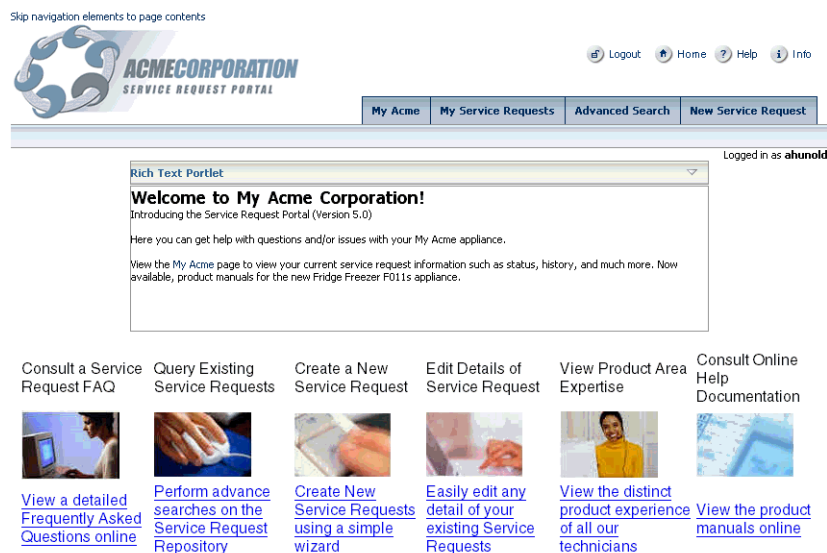 Skip navigation elements to page contents
ACMECORPORATION
SERVICE REQUEST PORTAL
Logout Home ? Help i Info
My Acme My Service Requests Advanced Search New Service Request
Logged in as ahunold
Rich Text Portlet
Welcome to My Acme Corporation!
Introducing the Service Request Portal (Version 5.0)
Here you can get help with questions and/or issues with your My Acme appliance.
View the My Acme page to view your current service request information such as status, history, and much more. Now
available, product manuals for the new Fridge Freezer F011s appliance.
Consult a Service
Request FAQ
Query Existing
Service Requests
Create a New
Service Request
Edit Details of
Service Request
View Product Area
Expertise
Consult Online
Help
Documentation
View a detailed
Frequently Asked
Questions online
Perform advance
searches on the
Service Request
Repository
Create New
Service Requests
using a simple
wizard
Easily edit any
detail of your
existing Service
Requests
View the distinct
product experience
of all our
technicians
View the product
manuals online